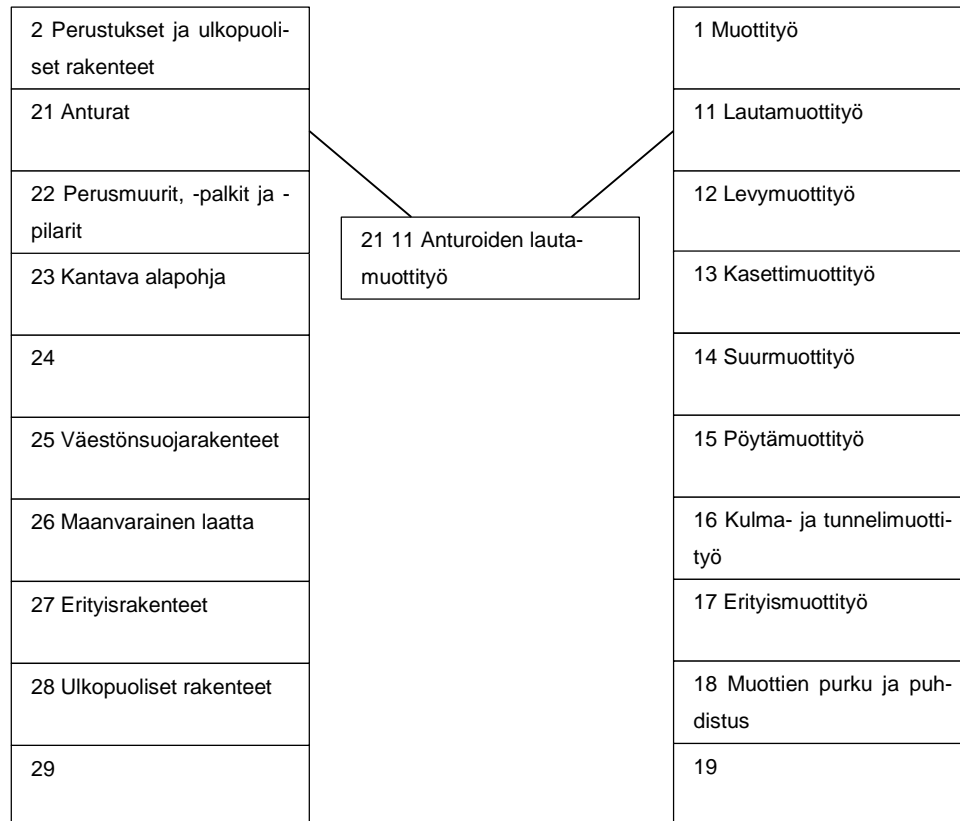 2 Perustukset ja ulkopuoli-
set rakenteet
21 Anturat
22 Perusmuurit, -palkit ja -
pilarit
23 Kantava alapohja
24
25 Väestönsuojarakenteet
26 Maanvarainen laatta
27 Erityisrakenteet
28 Ulkopuoliset rakenteet
29
21 11 Anturoiden lauta-
muottityö
1 Muottityö
11 Lautamuottityö
12 Levymuottityö
13 Kasettimuottityö
14 Suurmuottityö
15 Pöytämuottityö
16 Kulma- ja tunnelimuotti-
työ
17 Erityismuottityö
18 Muottien purku ja puh-
distus
19